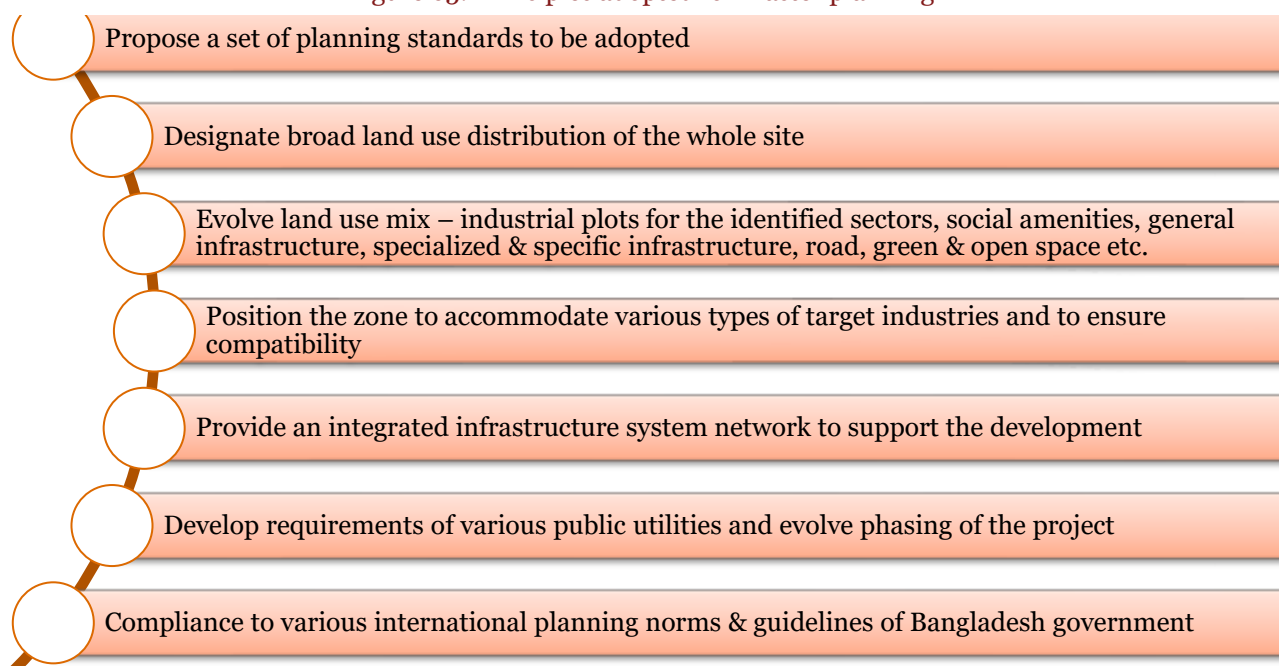 Propose a set of planning standards to be adopted
Designate broad land use distribution of the whole site
Evolve land use mix – industrial plots for the identified sectors, social amenities, general
infrastructure, specialized & specific infrastructure, road, green & open space etc.
Position the zone to accommodate various types of target industries and to ensure
compatibility
Provide an integrated infrastructure system network to support the development
Develop requirements of various public utilities and evolve phasing of the project
Compliance to various international planning norms & guidelines of Bangladesh government